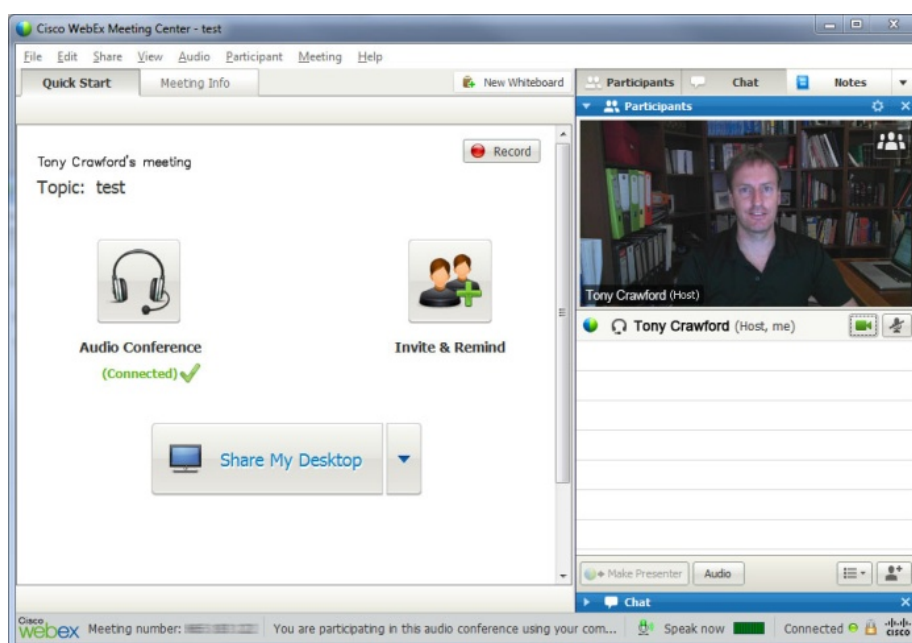 Cisco WebEx Meeting Center - test
File Edit Share View Audio Participant Meeting Help
Quick Start Meeting Info New Whiteboard
Participants Chat Notes
Participants
Tony Crawford's meeting
Record
Topic: test
Tony Crawford (Host)
Tony Crawford (Host, me)
Audio Conference
Invite & Remind
(Connected)
Share My Desktop
Make Presenter Audio
Chat
Cisco webex Meeting number: You are participating in this audio conference using your com... Speak now Connected cisco